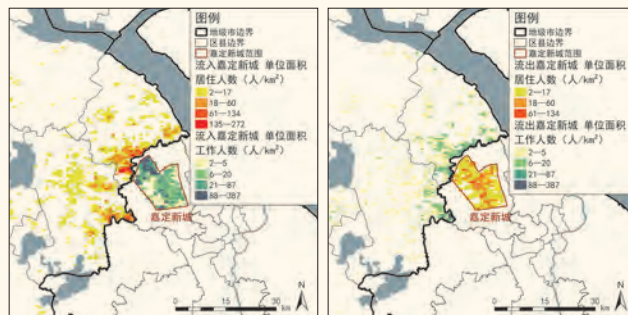 图例
地级市边界
区县边界
嘉定新城范围
流入嘉定新城 单位面积
居住人数（人/km²）
2—17
18—60
61—134
135—272
流入嘉定新城 单位面积
工作人数（人/km²）
2—5
6—20
21—87
88—387
嘉定新城
N
0 15 30
km
图例
地级市边界
区县边界
嘉定新城范围
流出嘉定新城 单位面积
居住人数（人/km²）
2—17
18—60
61—134
流出嘉定新城 单位面积
工作人数（人/km²）
2—5
6—20
21—87
88—387
嘉定新城
N
0 15 30
km